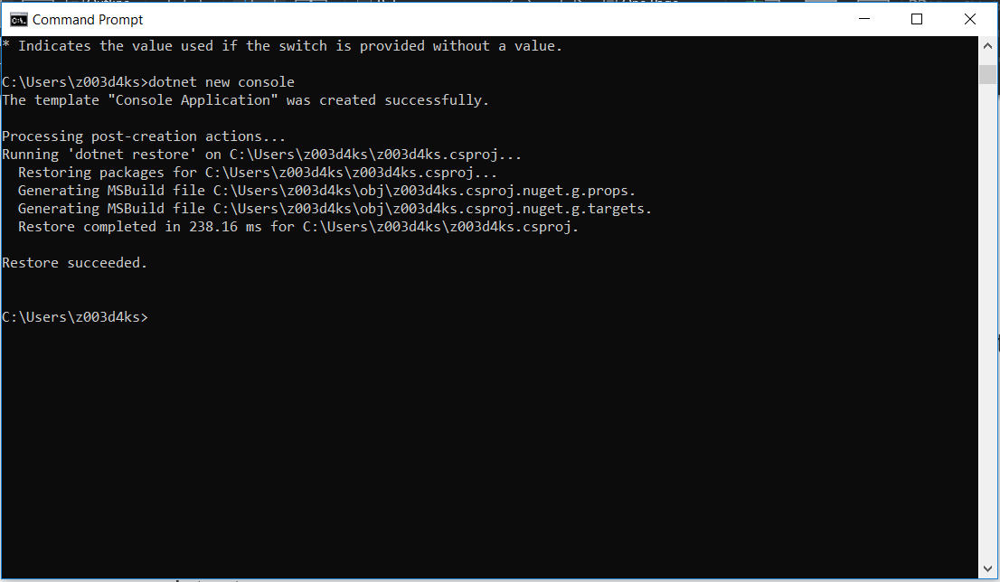 Command Prompt
* Indicates the value used if the switch is provided without a value.
C:\Users\z003d4ks>dotnet new console
The template "Console Application" was created successfully.
Processing post-creation actions...
Running 'dotnet restore' on C:\Users\z003d4ks\z003d4ks.csproj...
  Restoring packages for C:\Users\z003d4ks\z003d4ks.csproj...
  Generating MSBuild file C:\Users\z003d4ks\obj\z003d4ks.csproj.nuget.g.props.
  Generating MSBuild file C:\Users\z003d4ks\obj\z003d4ks.csproj.nuget.g.targets.
  Restore completed in 238.16 ms for C:\Users\z003d4ks\z003d4ks.csproj.
Restore succeeded.
C:\Users\z003d4ks>